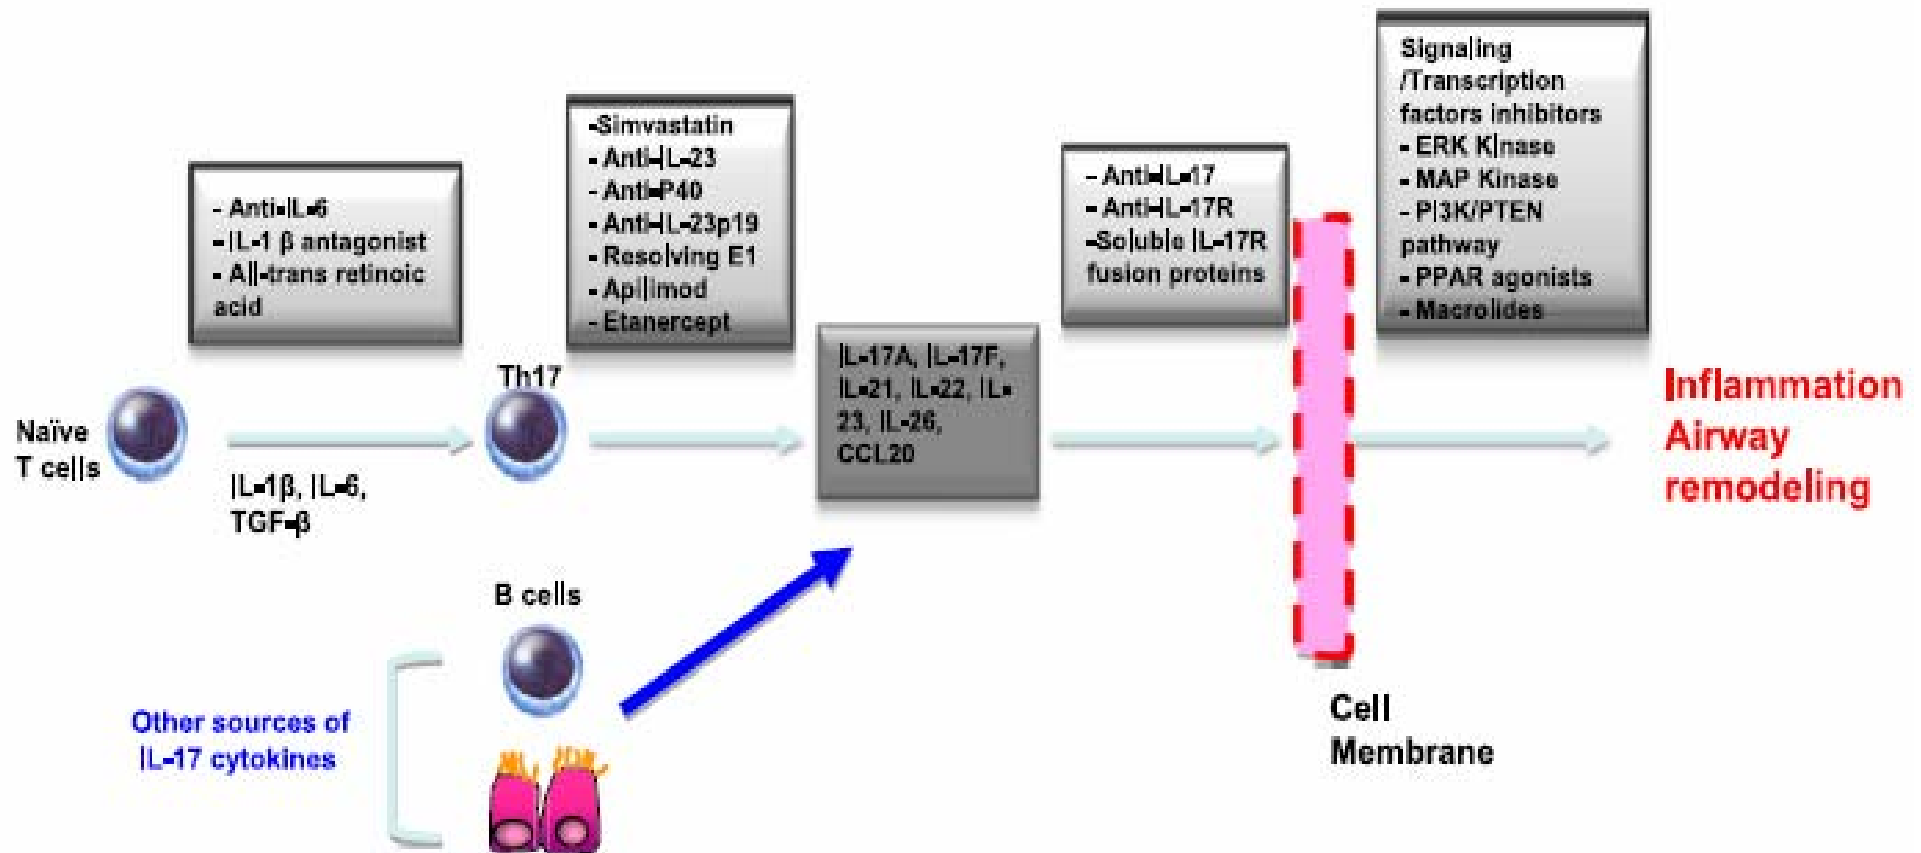 Naïve
T cells
- Anti-IL-6
-IL-1 β antagonist
- All-trans retinoic
acid
IL-1β, IL-6,
TGF-β
Th17
-Simvastatin
- Anti-IL-23
- Anti-P40
- Anti-IL-23p19
- Resolving E1
- Apilimod
- Etanercept
IL-17A, IL-17F,
IL-21, IL-22, IL-
23, IL-26,
CCL20
- Anti-IL-17
- Anti-IL-17R
-Soluble IL-17R
fusion proteins
Signaling
/Transcription
factors inhibitors
- ERK Kinase
- MAP Kinase
- PI3K/PTEN
pathway
- PPAR agonists
- Macrolides
Inflammation
Airway
remodeling
B cells
Other sources of
IL-17 cytokines
Cell
Membrane